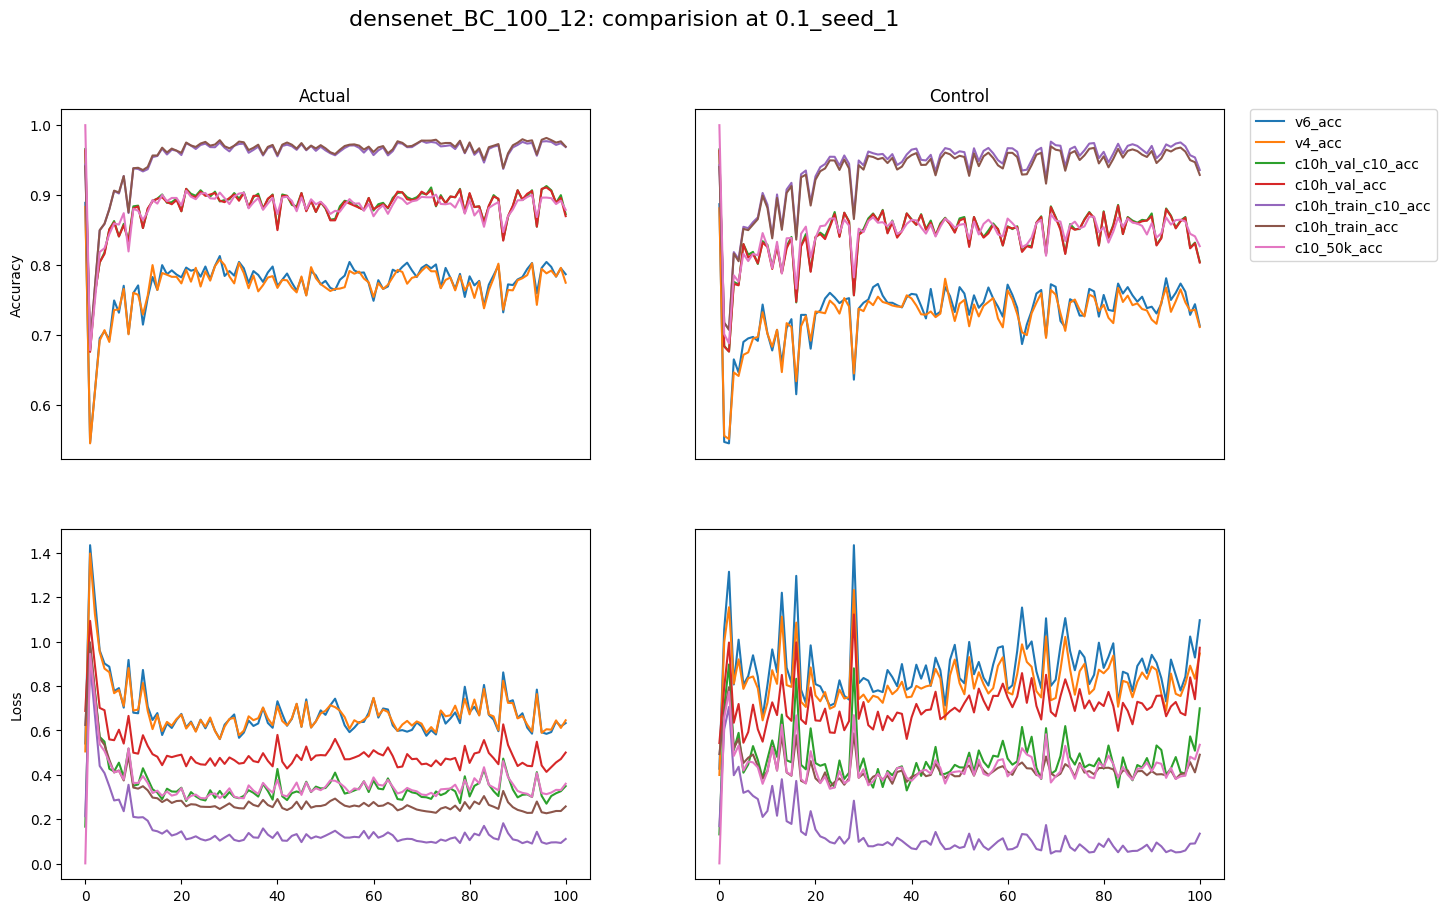 densenet_BC_100_12: comparision at 0.1_seed_1
Actual
Control
Accuracy
1.0
0.9
0.8
0.7
0.6
v6_acc
v4_acc
c10h_val_c10_acc
c10h_val_acc
c10h_train_c10_acc
c10h_train_acc
c10_50k_acc
Loss
1.4
1.2
1.0
0.8
0.6
0.4
0.2
0.0
0 20 40 60 80 100
0 20 40 60 80 100